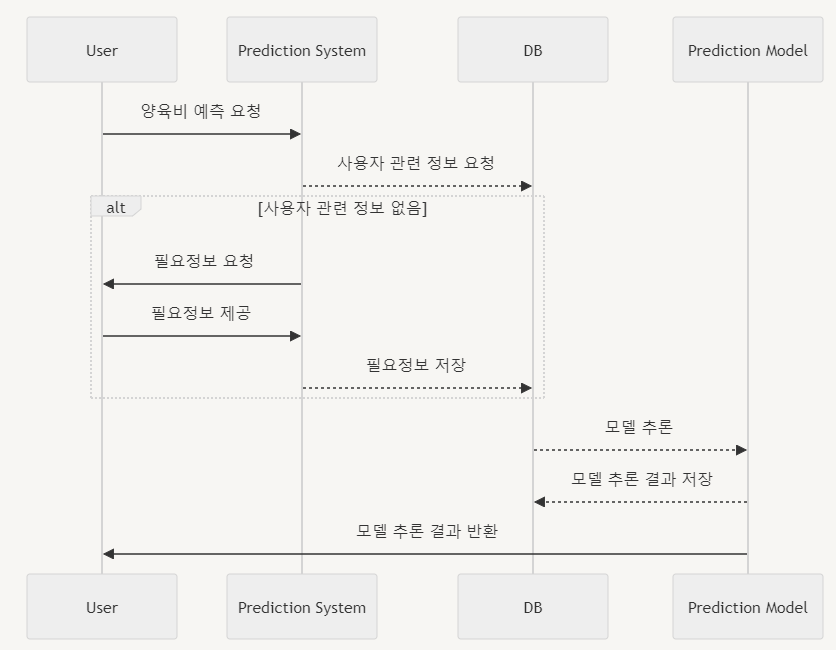 User
Prediction System
DB
Prediction Model
양육비 예측 요청
사용자 관련 정보 요청
alt
[사용자 관련 정보 없음]
필요정보 요청
필요정보 제공
필요정보 저장
모델 추론
모델 추론 결과 저장
모델 추론 결과 반환
User
Prediction System
DB
Prediction Model